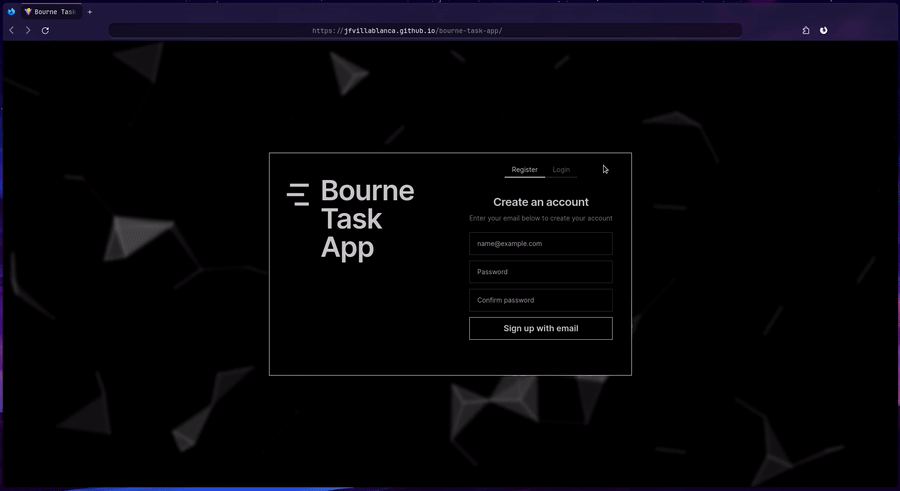 Bourne Task
https://jfvillablanca.github.io/bourne-task-app/
Bourne
Task
App
Register Login
Create an account
Enter your email below to create your account
name@example.com
Password
Confirm password
Sign up with email